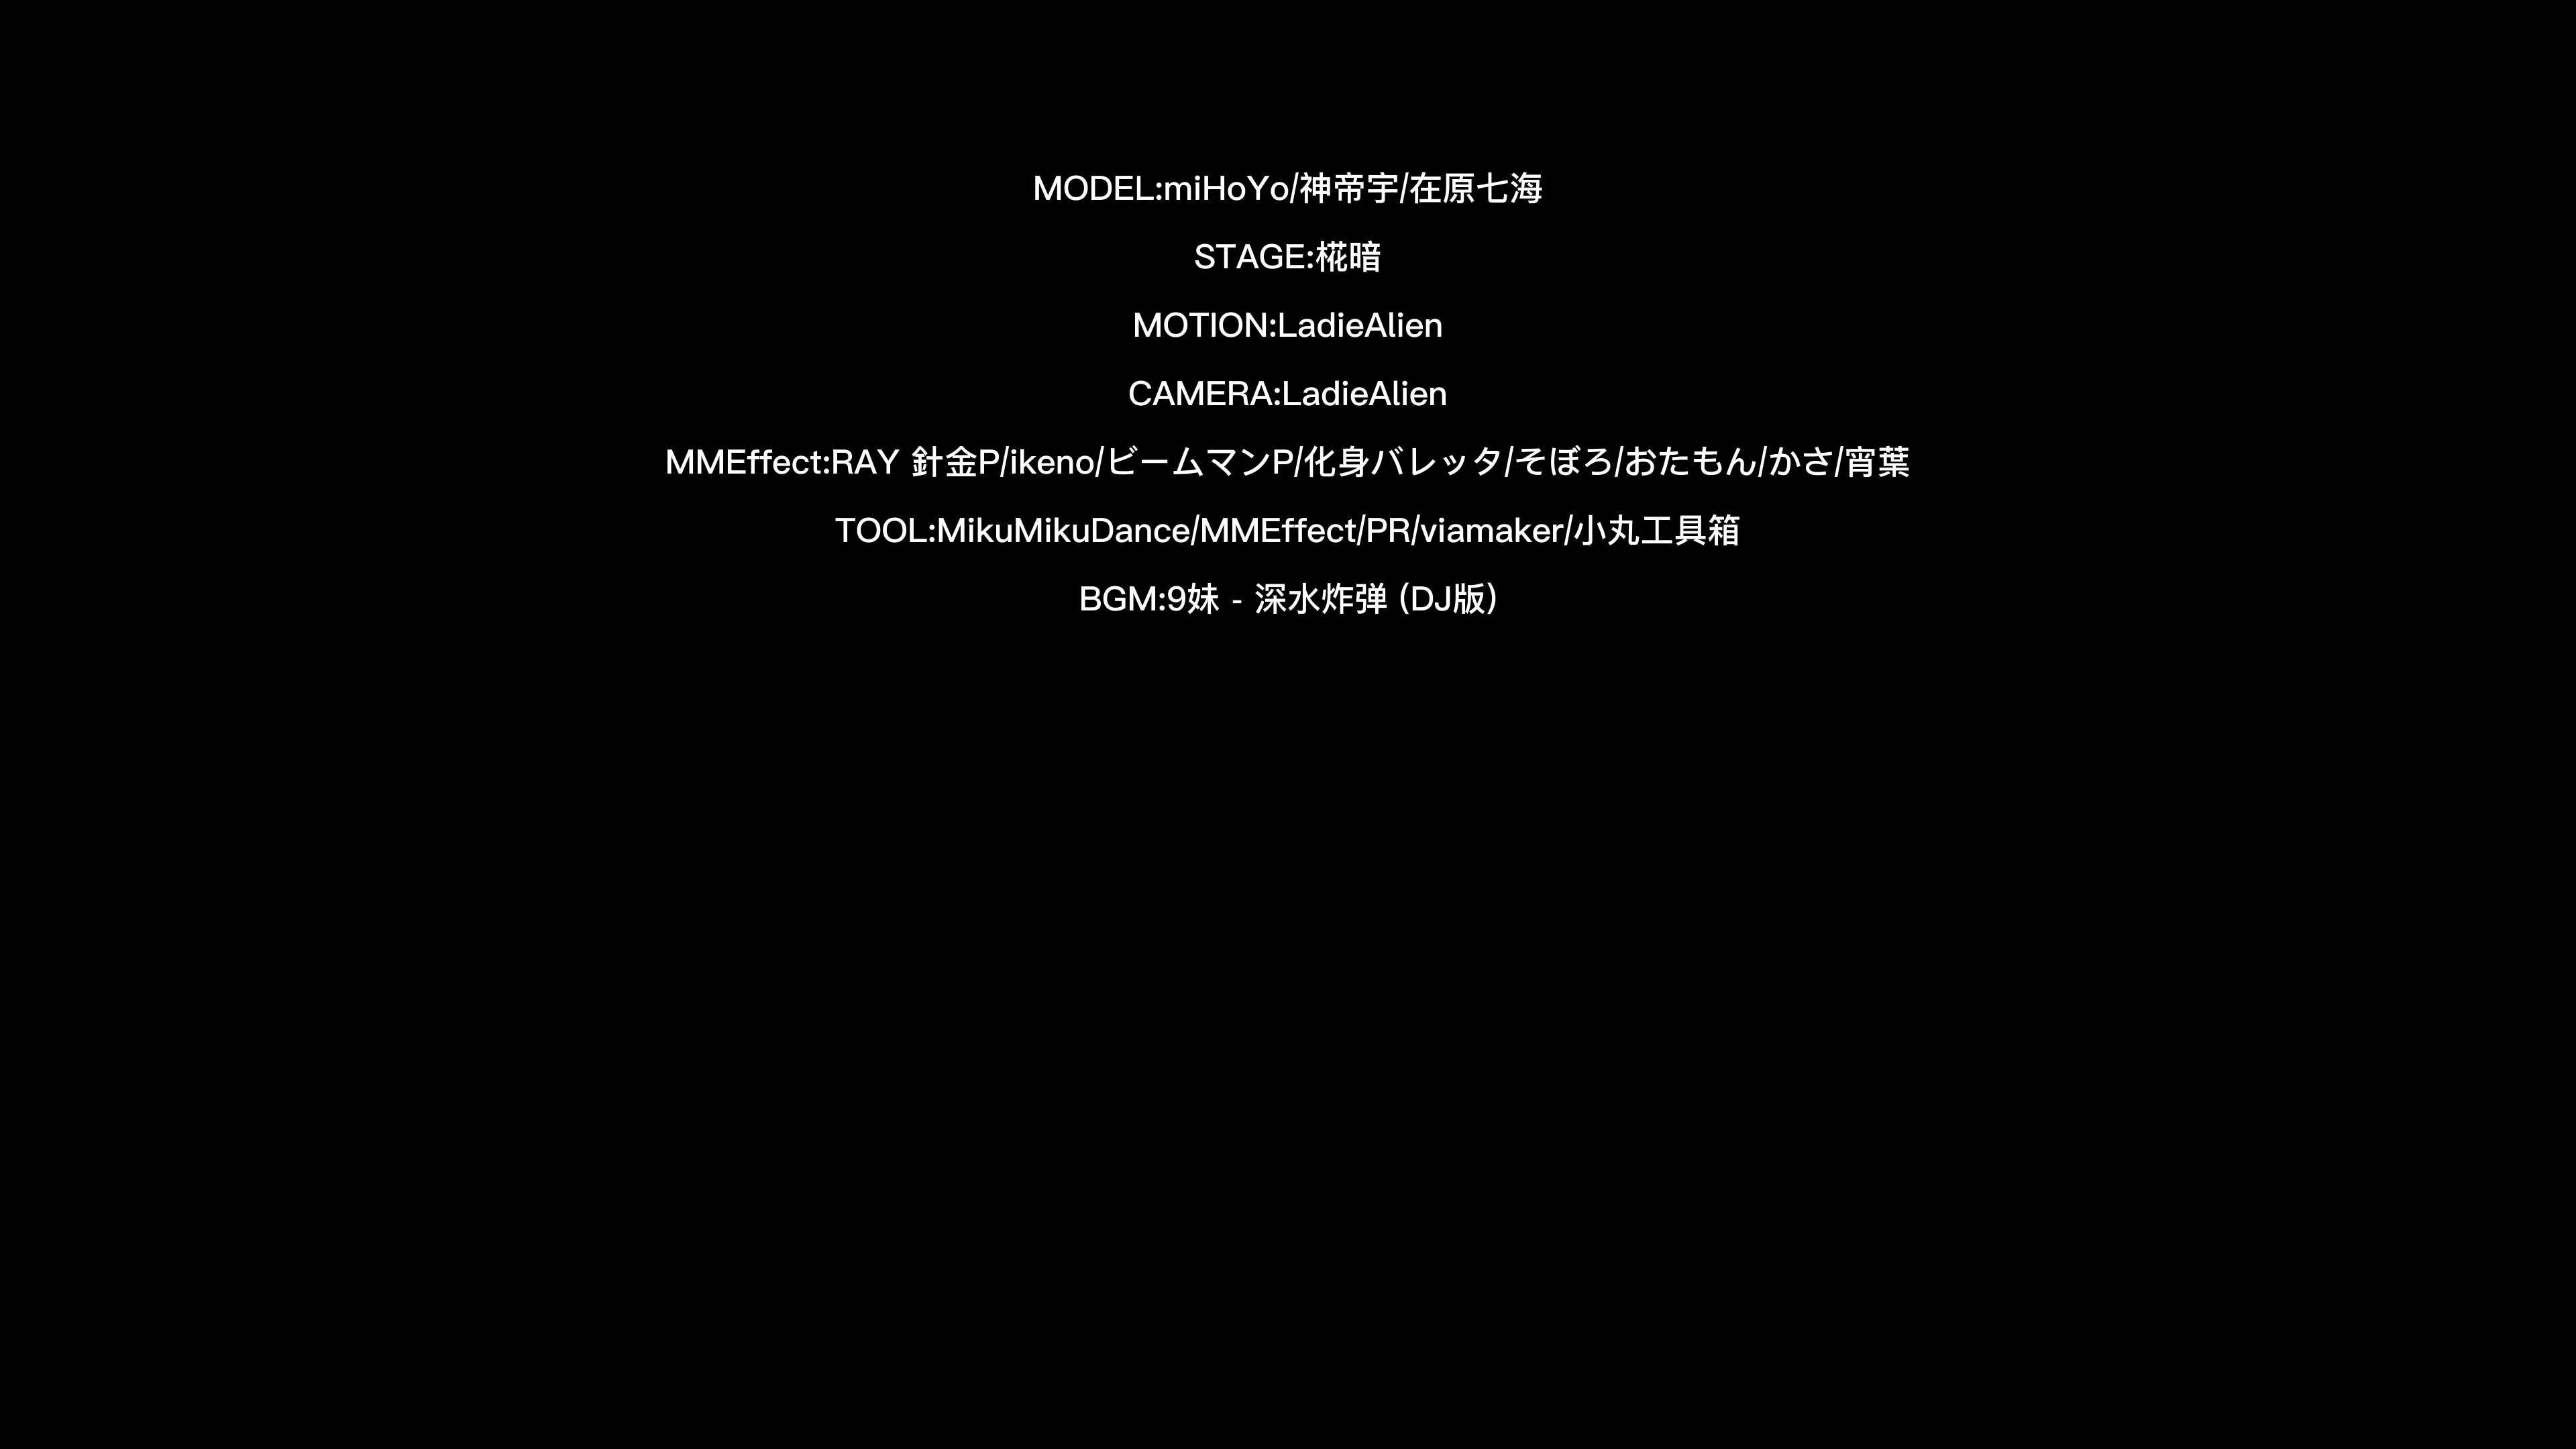 MODEL:miHoYo/神帝宇/在原七海
STAGE:椛暗
MOTION:LadieAlien
CAMERA:LadieAlien
MMEffect:RAY 針金P/ikeno/ビームマンP/化身バレッタ/そぼろ/おたもん/かさ/宵葉
TOOL:MikuMikuDance/MMEffect/PR/viamaker/小丸工具箱
BGM:9妹 - 深水炸弹 (DJ版)